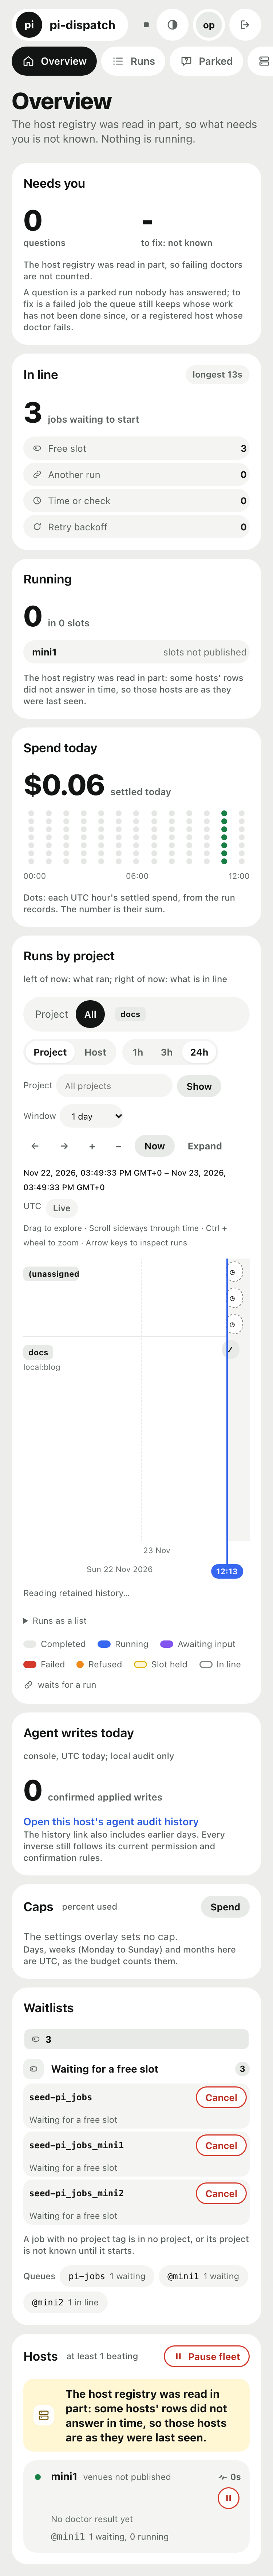 pi
pi-dispatch
op
Overview
Runs
Parked
Overview
The host registry was read in part, so what needs
you is not known. Nothing is running.
Needs you
0
-
questions
to fix: not known
The host registry was read in part, so failing doctors
are not counted.
A question is a parked run nobody has answered; to
fix is a failed job the queue still keeps whose work
has not been done since, or a registered host whose
doctor fails.
In line
longest 13s
3 jobs waiting to start
Free slot 3
Another run 0
Time or check 0
Retry backoff 0
Running
0 in 0 slots
mini1 slots not published
The host registry was read in part: some hosts' rows
did not answer in time, so those hosts are as they
were last seen.
Spend today
$0.06 settled today
00:00 06:00 12:00
Dots: each UTC hour's settled spend, from the run
records. The number is their sum.
Runs by project
left of now: what ran; right of now: what is in line
Project All docs
Project Host 1h 3h 24h
Project All projects Show
Window 1 day
← → + − Now Expand
Nov 22, 2026, 03:49:33 PM GMT+0 – Nov 23, 2026,
03:49:33 PM GMT+0
UTC Live
Drag to explore · Scroll sideways through time · Ctrl +
wheel to zoom · Arrow keys to inspect runs
(unassigned
docs
local:blog
23 Nov
Sun 22 Nov 2026
12:13
Reading retained history...
Runs as a list
Completed Running Awaiting input
Failed Refused Slot held In line
waits for a run
Agent writes today
console, UTC today; local audit only
0 confirmed applied writes
Open this host's agent audit history
The history link also includes earlier days. Every
inverse still follows its current permission and
confirmation rules.
Caps percent used Spend
The settings overlay sets no cap.
Days, weeks (Monday to Sunday) and months here
are UTC, as the budget counts them.
Waitlists
3
Waiting for a free slot 3
seed-pi_jobs Cancel
Waiting for a free slot
seed-pi_jobs_mini1 Cancel
Waiting for a free slot
seed-pi_jobs_mini2 Cancel
Waiting for a free slot
A job with no project tag is in no project, or its project
is not known until it starts.
Queues pi-jobs 1 waiting @mini1 1 waiting
@mini2 1 in line
Hosts at least 1 beating Pause fleet
The host registry was read in part: some hosts' rows did not
answer in time, so those hosts
are as they were last seen.
mini1 venues not published 0s
No doctor result yet
@mini1 1 waiting, 0 running